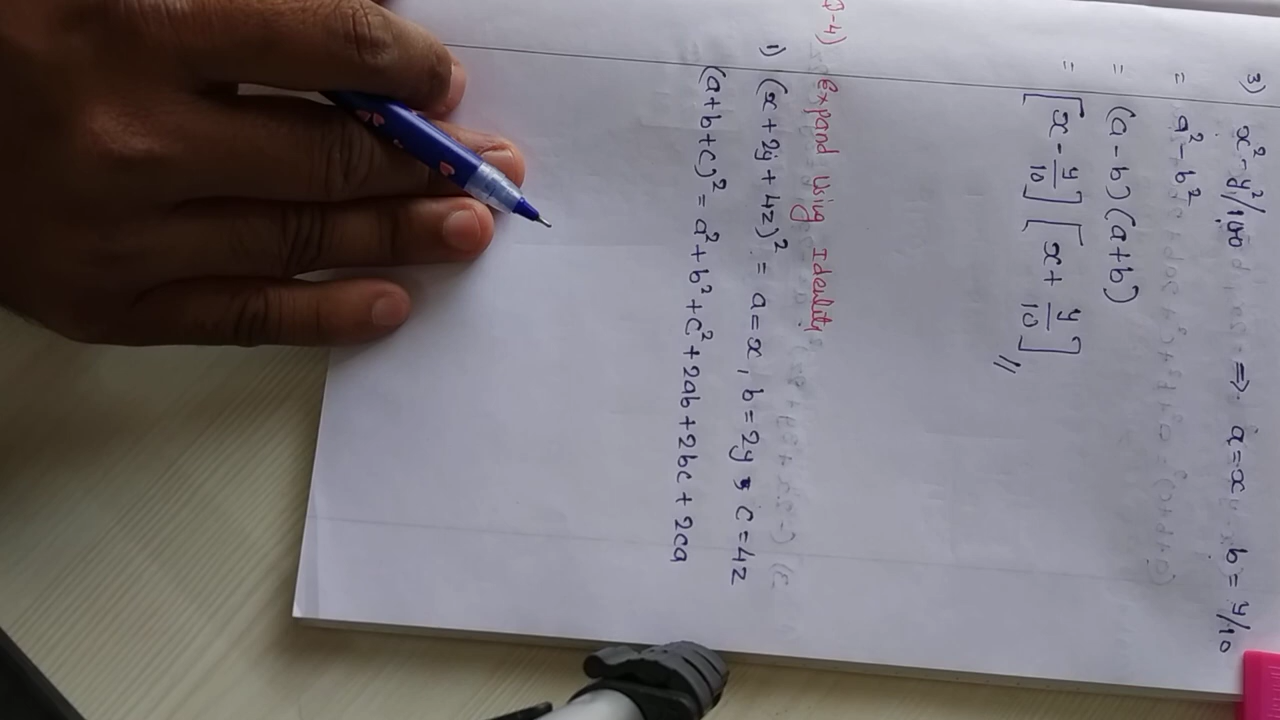 3) x² - y²/100 => a = x, b = y/10
= a² - b²
= (a - b) (a + b)
= [x - y/10] [x + y/10] //
Q-4) Expand Using Identity
1) (x + 2y + 4z)² = a = x, b = 2y, c = 4z
(a + b + c)² = a² + b² + c² + 2ab + 2bc + 2ca